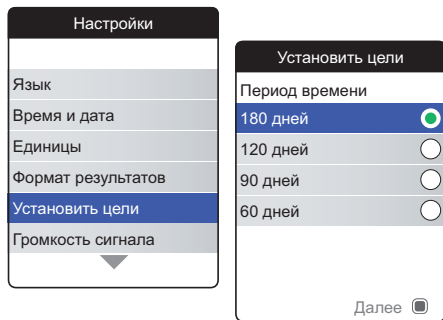 Настройки
Язык
Время и дата
Единицы
Формат результатов
Установить цели
Громкость сигнала
Установить цели
Период времени
180 дней
120 дней
90 дней
60 дней
Далее